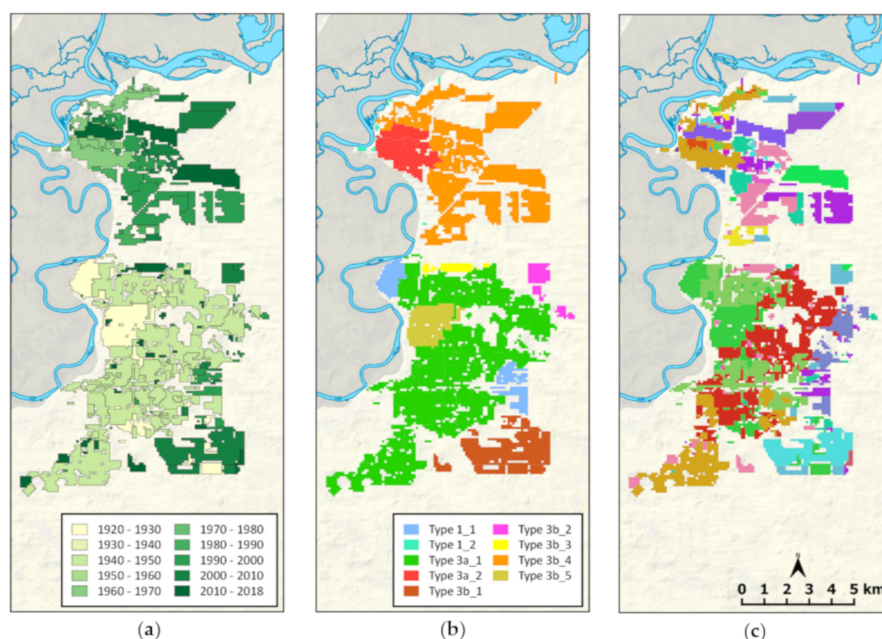 1920 - 1930
1930 - 1940
1940 - 1950
1950 - 1960
1960 - 1970
1970 - 1980
1980 - 1990
1990 - 2000
2000 - 2010
2010 - 2018
Type 1_1
Type 1_2
Type 3a_1
Type 3a_2
Type 3b_1
Type 3b_2
Type 3b_3
Type 3b_4
Type 3b_5
N
0 1 2 3 4 5 km
(a) (b) (c)